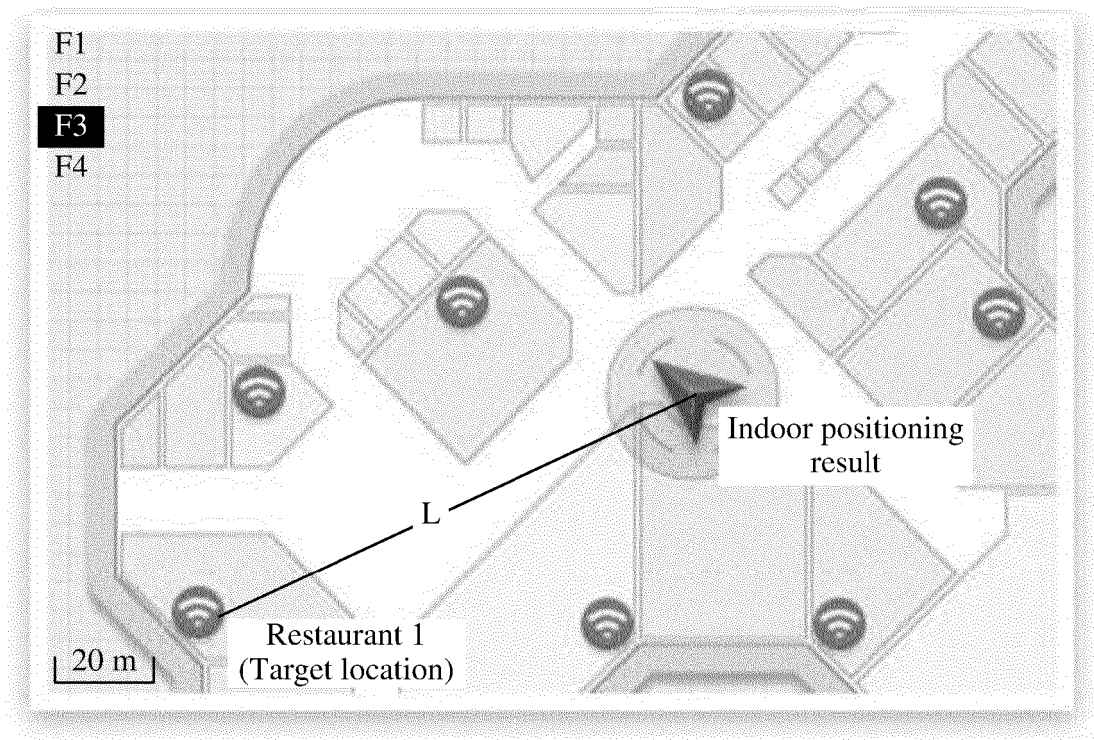 F1
F2
F3
F4
Indoor positioning
result
L
Restaurant 1
(Target location)
20 m